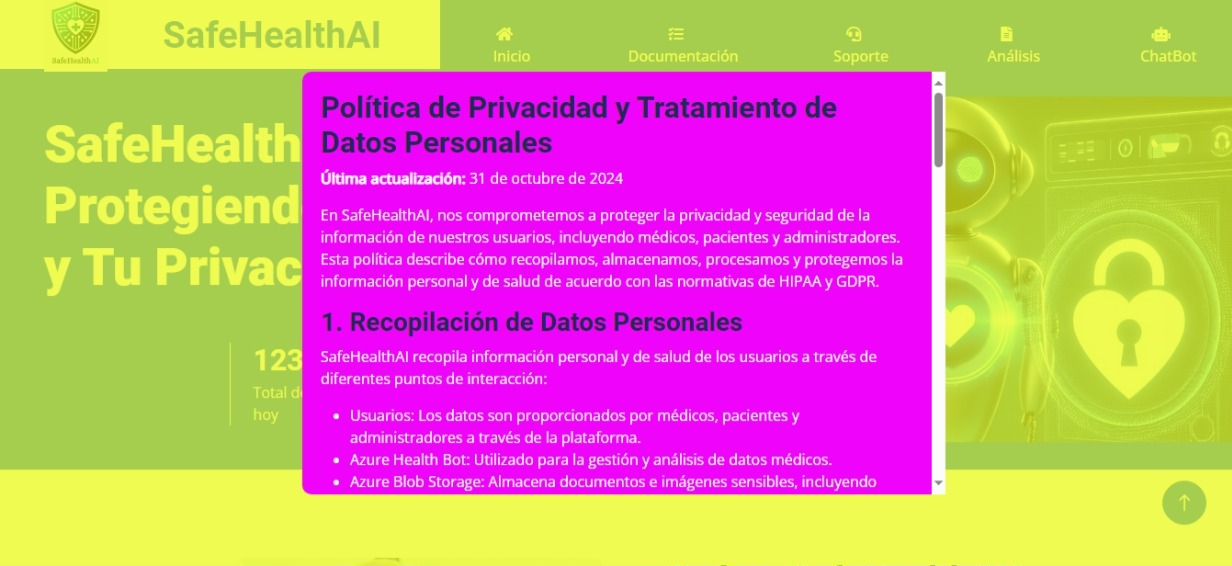 SafeHealthAI
SafeHealthAI
Inicio
Documentación
Soporte
Análisis
ChatBot
SafeHealth
Protegiend
y Tu Privac
123
Total d
hoy
Política de Privacidad y Tratamiento de
Datos Personales
Última actualización: 31 de octubre de 2024
En SafeHealthAI, nos comprometemos a proteger la privacidad y seguridad de la
información de nuestros usuarios, incluyendo médicos, pacientes y administradores.
Esta política describe cómo recopilamos, almacenamos, procesamos y protegemos la
información personal y de salud de acuerdo con las normativas de HIPAA y GDPR.
1. Recopilación de Datos Personales
SafeHealthAI recopila información personal y de salud de los usuarios a través de
diferentes puntos de interacción:
Usuarios: Los datos son proporcionados por médicos, pacientes y
administradores a través de la plataforma.
Azure Health Bot: Utilizado para la gestión y análisis de datos médicos.
Azure Blob Storage: Almacena documentos e imágenes sensibles, incluyendo